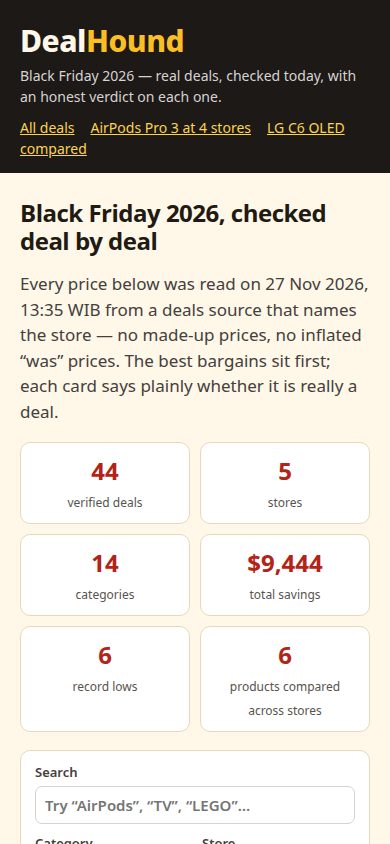 DealHound
Black Friday 2026 — real deals, checked today, with
an honest verdict on each one.
All deals AirPods Pro 3 at 4 stores LG C6 OLED
compared
Black Friday 2026, checked
deal by deal
Every price below was read on 27 Nov 2026,
13:35 WIB from a deals source that names
the store — no made-up prices, no inflated
“was” prices. The best bargains sit first;
each card says plainly whether it is really a
deal.
44
verified deals
5
stores
14
categories
$9,444
total savings
6
record lows
6
products compared
across stores
Search
Try “AirPods”, “TV”, “LEGO”…
Category Store